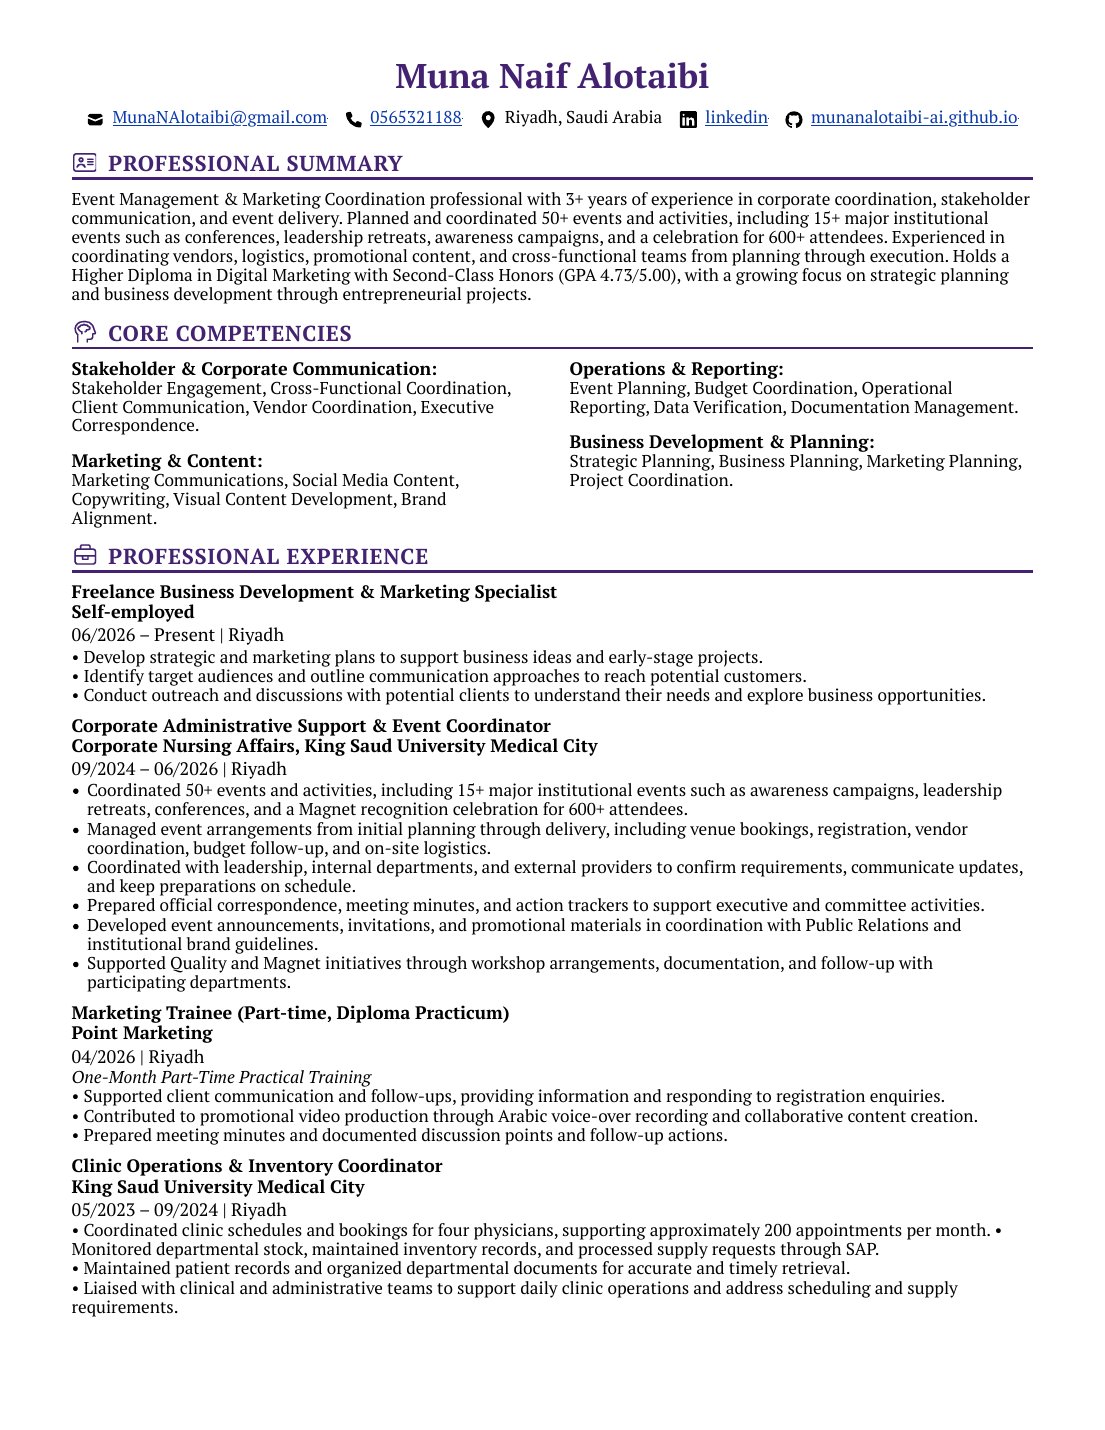 Muna Naif Alotaibi
MunaNAlotaibi@gmail.com 0565321188 Riyadh, Saudi Arabia linkedin munanalotaibi-ai.github.io
PROFESSIONAL SUMMARY
Event Management & Marketing Coordination professional with 3+ years of experience in corporate coordination, stakeholder
communication, and event delivery. Planned and coordinated 50+ events and activities, including 15+ major institutional
events such as conferences, leadership retreats, awareness campaigns, and a celebration for 600+ attendees. Experienced in
coordinating vendors, logistics, promotional content, and cross-functional teams from planning through execution. Holds a
Higher Diploma in Digital Marketing with Second-Class Honors (GPA 4.73/5.00), with a growing focus on strategic planning
and business development through entrepreneurial projects.
CORE COMPETENCIES
Stakeholder & Corporate Communication:
Stakeholder Engagement, Cross-Functional Coordination,
Client Communication, Vendor Coordination, Executive
Correspondence.
Marketing & Content:
Marketing Communications, Social Media Content,
Copywriting, Visual Content Development, Brand
Alignment.
Operations & Reporting:
Event Planning, Budget Coordination, Operational
Reporting, Data Verification, Documentation Management.
Business Development & Planning:
Strategic Planning, Business Planning, Marketing Planning,
Project Coordination.
PROFESSIONAL EXPERIENCE
Freelance Business Development & Marketing Specialist
Self-employed
06/2026 – Present | Riyadh
• Develop strategic and marketing plans to support business ideas and early-stage projects.
• Identify target audiences and outline communication approaches to reach potential customers.
• Conduct outreach and discussions with potential clients to understand their needs and explore business opportunities.
Corporate Administrative Support & Event Coordinator
Corporate Nursing Affairs, King Saud University Medical City
09/2024 – 06/2026 | Riyadh
• Coordinated 50+ events and activities, including 15+ major institutional events such as awareness campaigns, leadership
retreats, conferences, and a Magnet recognition celebration for 600+ attendees.
• Managed event arrangements from initial planning through delivery, including venue bookings, registration, vendor
coordination, budget follow-up, and on-site logistics.
• Coordinated with leadership, internal departments, and external providers to confirm requirements, communicate updates,
and keep preparations on schedule.
• Prepared official correspondence, meeting minutes, and action trackers to support executive and committee activities.
• Developed event announcements, invitations, and promotional materials in coordination with Public Relations and
institutional brand guidelines.
• Supported Quality and Magnet initiatives through workshop arrangements, documentation, and follow-up with
participating departments.
Marketing Trainee (Part-time, Diploma Practicum)
Point Marketing
04/2026 | Riyadh
One-Month Part-Time Practical Training
• Supported client communication and follow-ups, providing information and responding to registration enquiries.
• Contributed to promotional video production through Arabic voice-over recording and collaborative content creation.
• Prepared meeting minutes and documented discussion points and follow-up actions.
Clinic Operations & Inventory Coordinator
King Saud University Medical City
05/2023 – 09/2024 | Riyadh
• Coordinated clinic schedules and bookings for four physicians, supporting approximately 200 appointments per month. •
Monitored departmental stock, maintained inventory records, and processed supply requests through SAP.
• Maintained patient records and organized departmental documents for accurate and timely retrieval.
• Liaised with clinical and administrative teams to support daily clinic operations and address scheduling and supply
requirements.